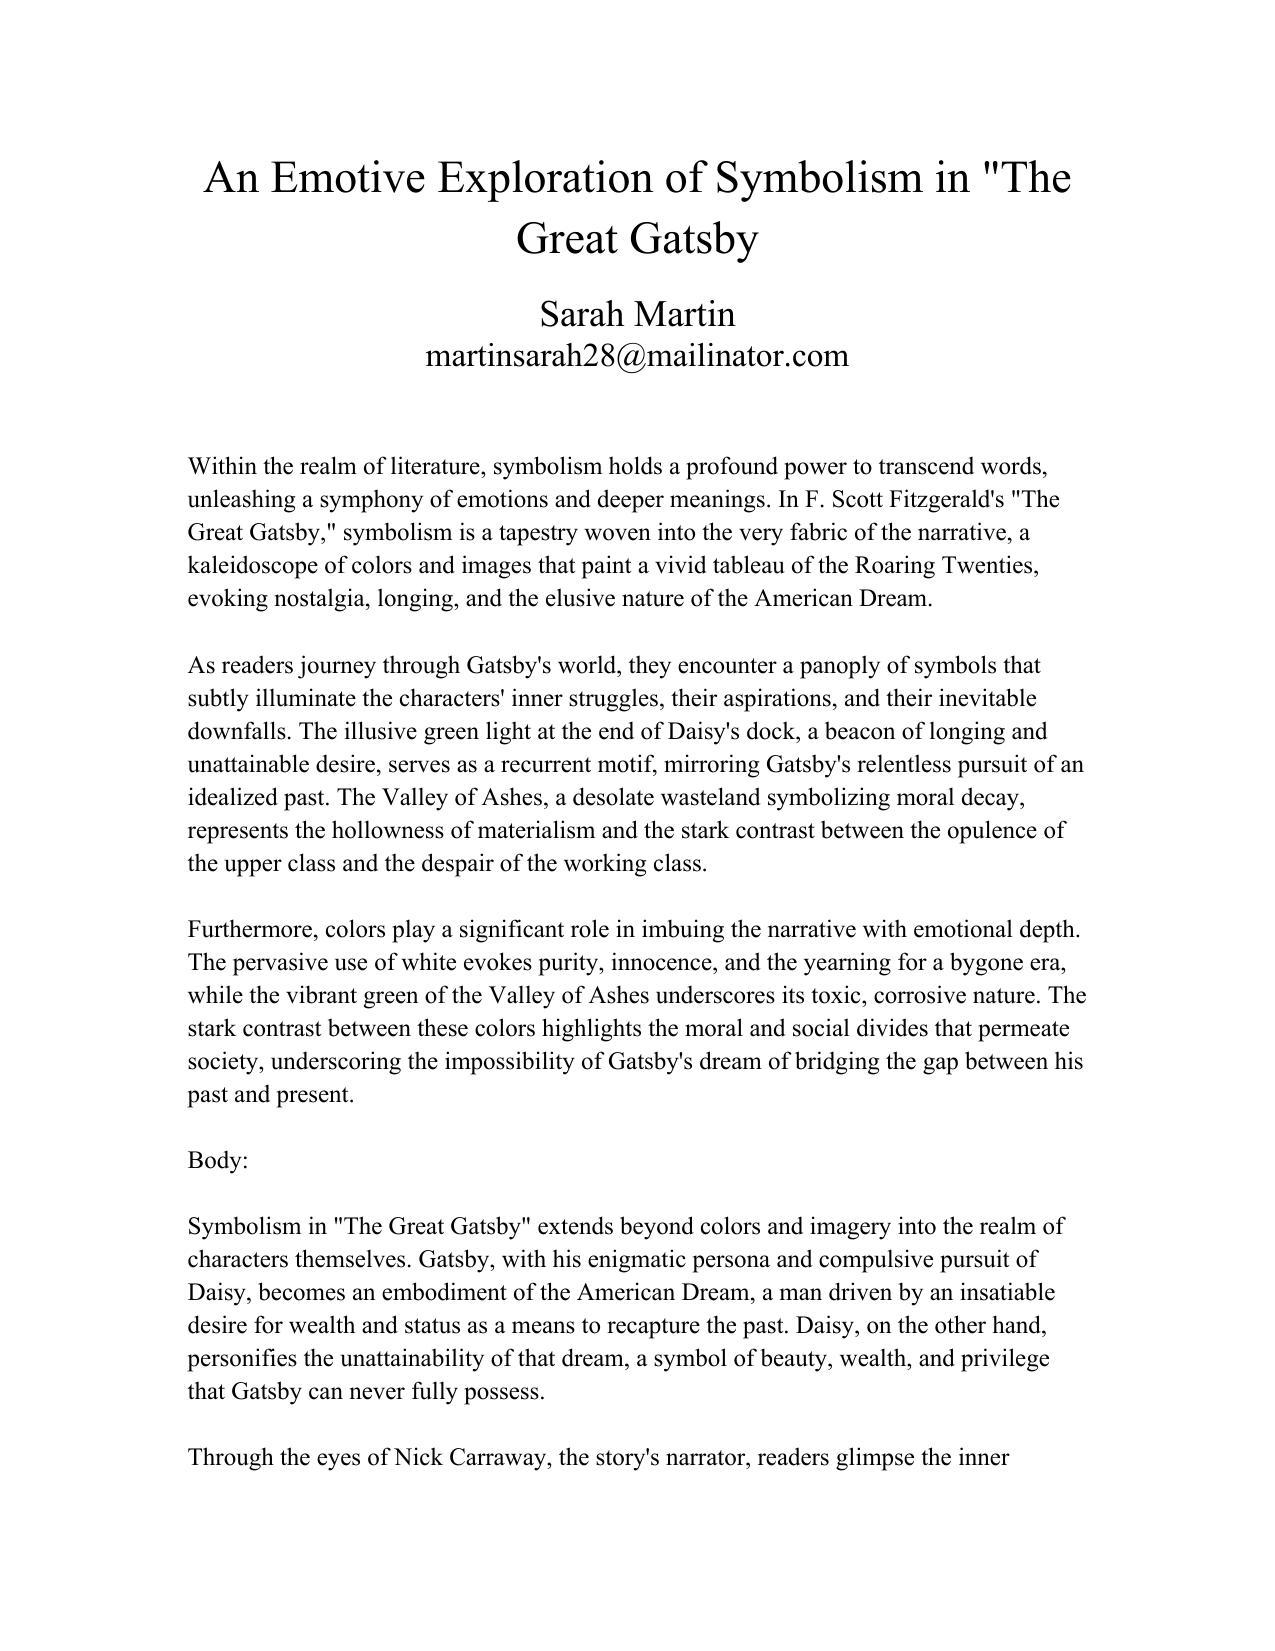 An Emotive Exploration of Symbolism in "The
Great Gatsby
Sarah Martin
martinsarah28@mailinator.com
Within the realm of literature, symbolism holds a profound power to transcend words,
unleashing a symphony of emotions and deeper meanings. In F. Scott Fitzgerald's "The
Great Gatsby," symbolism is a tapestry woven into the very fabric of the narrative, a
kaleidoscope of colors and images that paint a vivid tableau of the Roaring Twenties,
evoking nostalgia, longing, and the elusive nature of the American Dream.
As readers journey through Gatsby's world, they encounter a panoply of symbols that
subtly illuminate the characters' inner struggles, their aspirations, and their inevitable
downfalls. The illusive green light at the end of Daisy's dock, a beacon of longing and
unattainable desire, serves as a recurrent motif, mirroring Gatsby's relentless pursuit of an
idealized past. The Valley of Ashes, a desolate wasteland symbolizing moral decay,
represents the hollowness of materialism and the stark contrast between the opulence of
the upper class and the despair of the working class.
Furthermore, colors play a significant role in imbuing the narrative with emotional depth.
The pervasive use of white evokes purity, innocence, and the yearning for a bygone era,
while the vibrant green of the Valley of Ashes underscores its toxic, corrosive nature. The
stark contrast between these colors highlights the moral and social divides that permeate
society, underscoring the impossibility of Gatsby's dream of bridging the gap between his
past and present.
Body:
Symbolism in "The Great Gatsby" extends beyond colors and imagery into the realm of
characters themselves. Gatsby, with his enigmatic persona and compulsive pursuit of
Daisy, becomes an embodiment of the American Dream, a man driven by an insatiable
desire for wealth and status as a means to recapture the past. Daisy, on the other hand,
personifies the unattainability of that dream, a symbol of beauty, wealth, and privilege
that Gatsby can never fully possess.
Through the eyes of Nick Carraway, the story's narrator, readers glimpse the inner